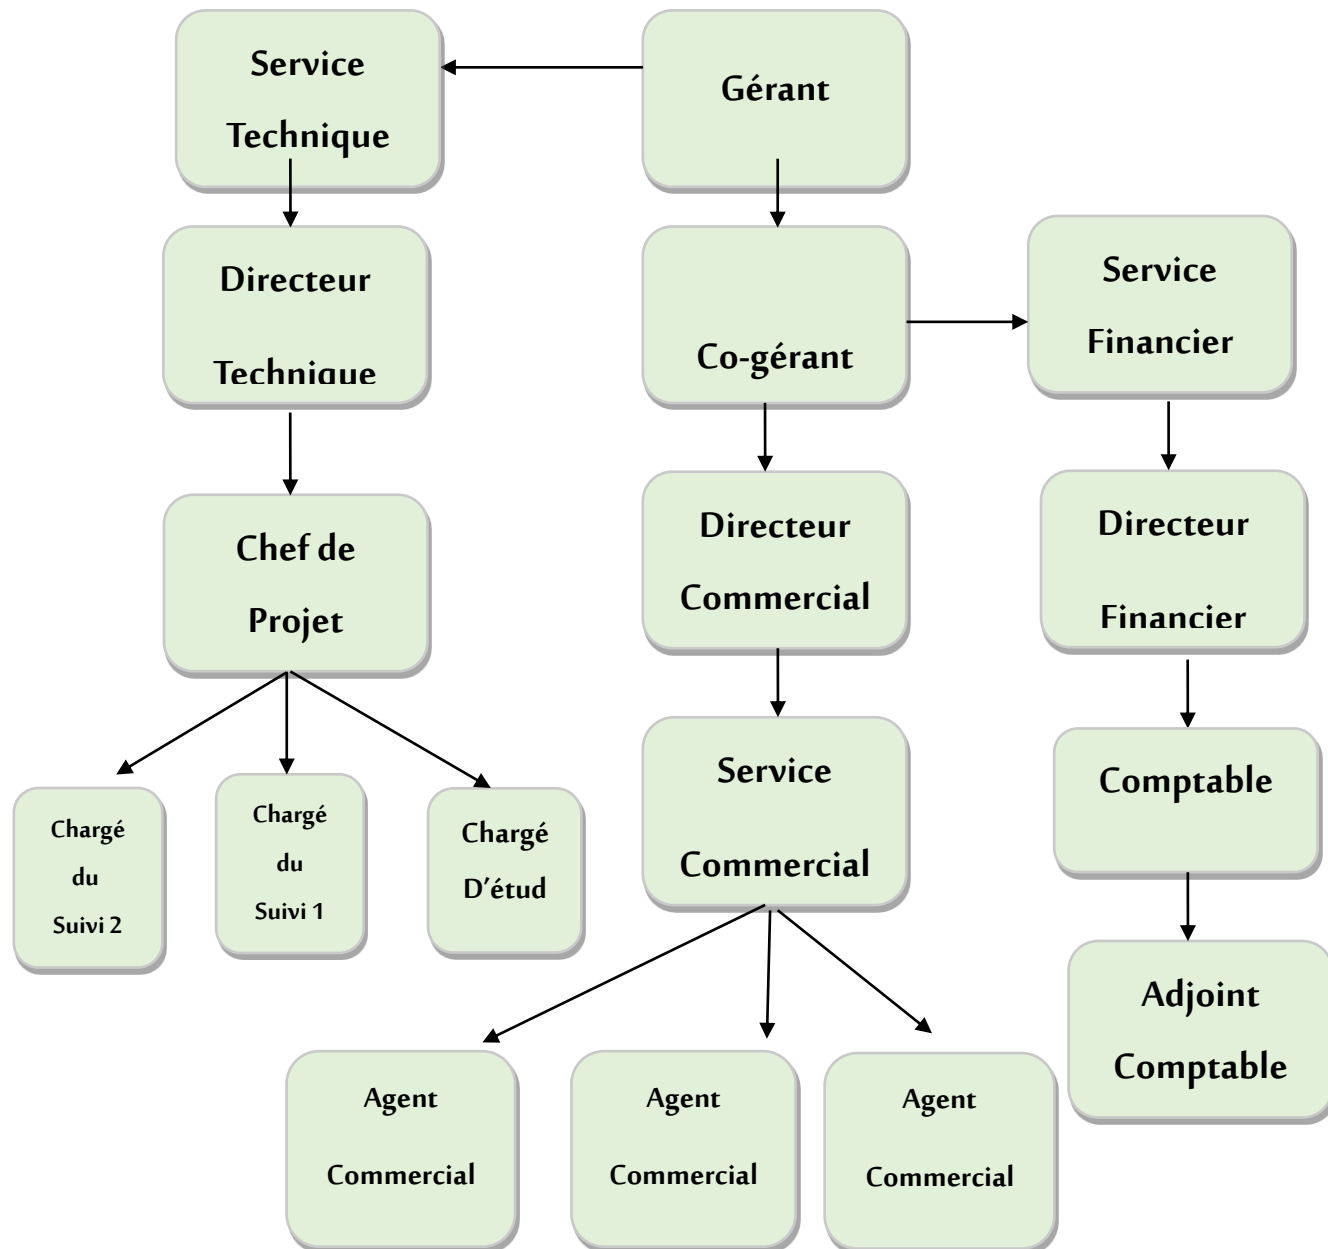 Service
Technique
Gérant
Directeur
Technique
Co-gérant
Service
Financier
Chef de
Projet
Directeur
Commercial
Directeur
Financier
Chargé
du
Suivi 2
Chargé
du
Suivi 1
Chargé
D'étud
Service
Commercial
Comptable
Adjoint
Comptable
Agent
Commercial
Agent
Commercial
Agent
Commercial